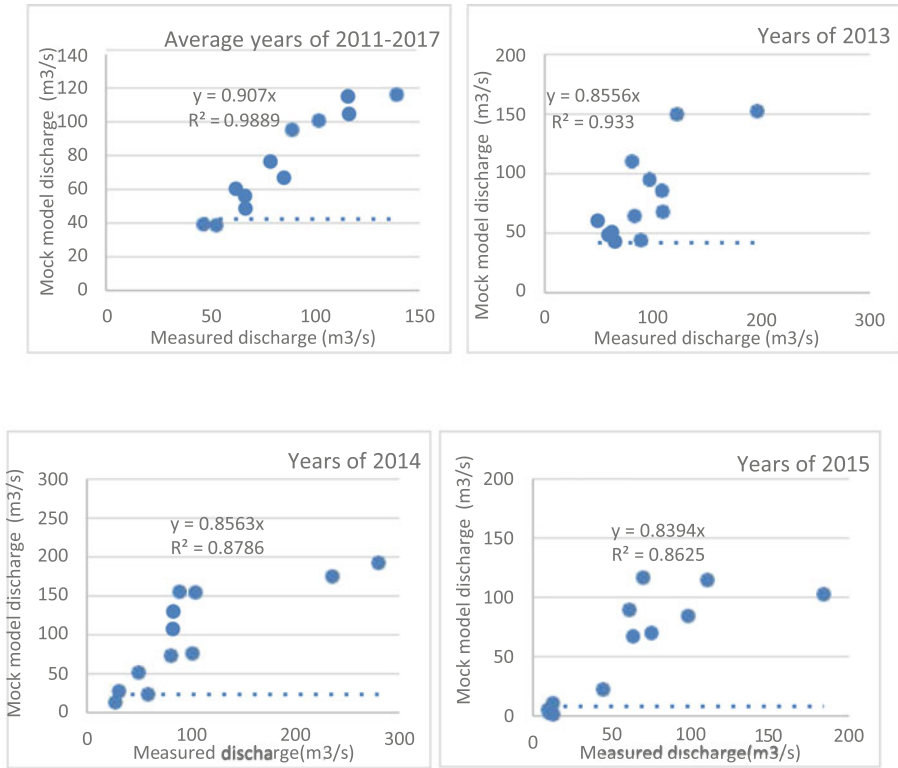 Average years of 2011-2017
Mock model discharge (m3/s)
140
120
100
80
60
40
20
0
y = 0.907x
R² = 0.9889
0
50
100
150
Measured discharge (m3/s)
Years of 2013
Mock model discharge (m3/s)
200
150
100
50
0
y = 0.8556x
R² = 0.933
0
100
200
300
Measured discharge (m3/s)
Years of 2014
Mock model discharge (m3/s)
300
250
200
150
100
50
0
y = 0.8563x
R² = 0.8786
0
100
200
300
Measured discharge(m3/s)
Years of 2015
Mock model discharge (m3/s)
200
150
100
50
0
y = 0.8394x
R² = 0.8625
0
50
100
150
200
Measured discharge(m3/s)